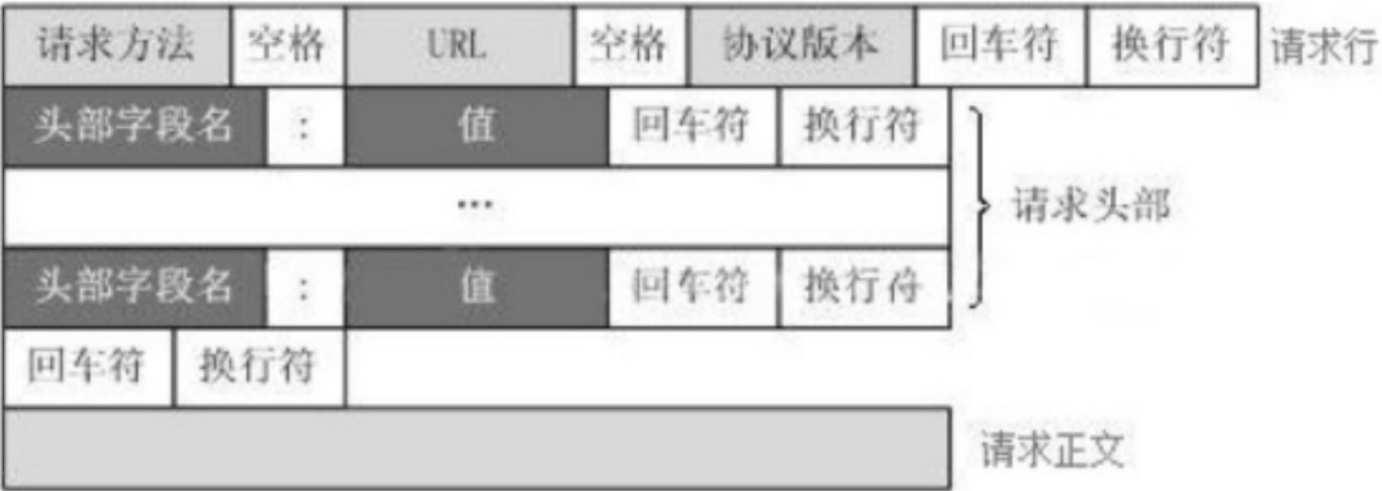 请求方法 空格 URL 空格 协议版本 回车符 换行符 请求行
头部字段名 : 值 回车符 换行符
... 请求头部
头部字段名 : 值 回车符 换行符
回车符 换行符
请求正文